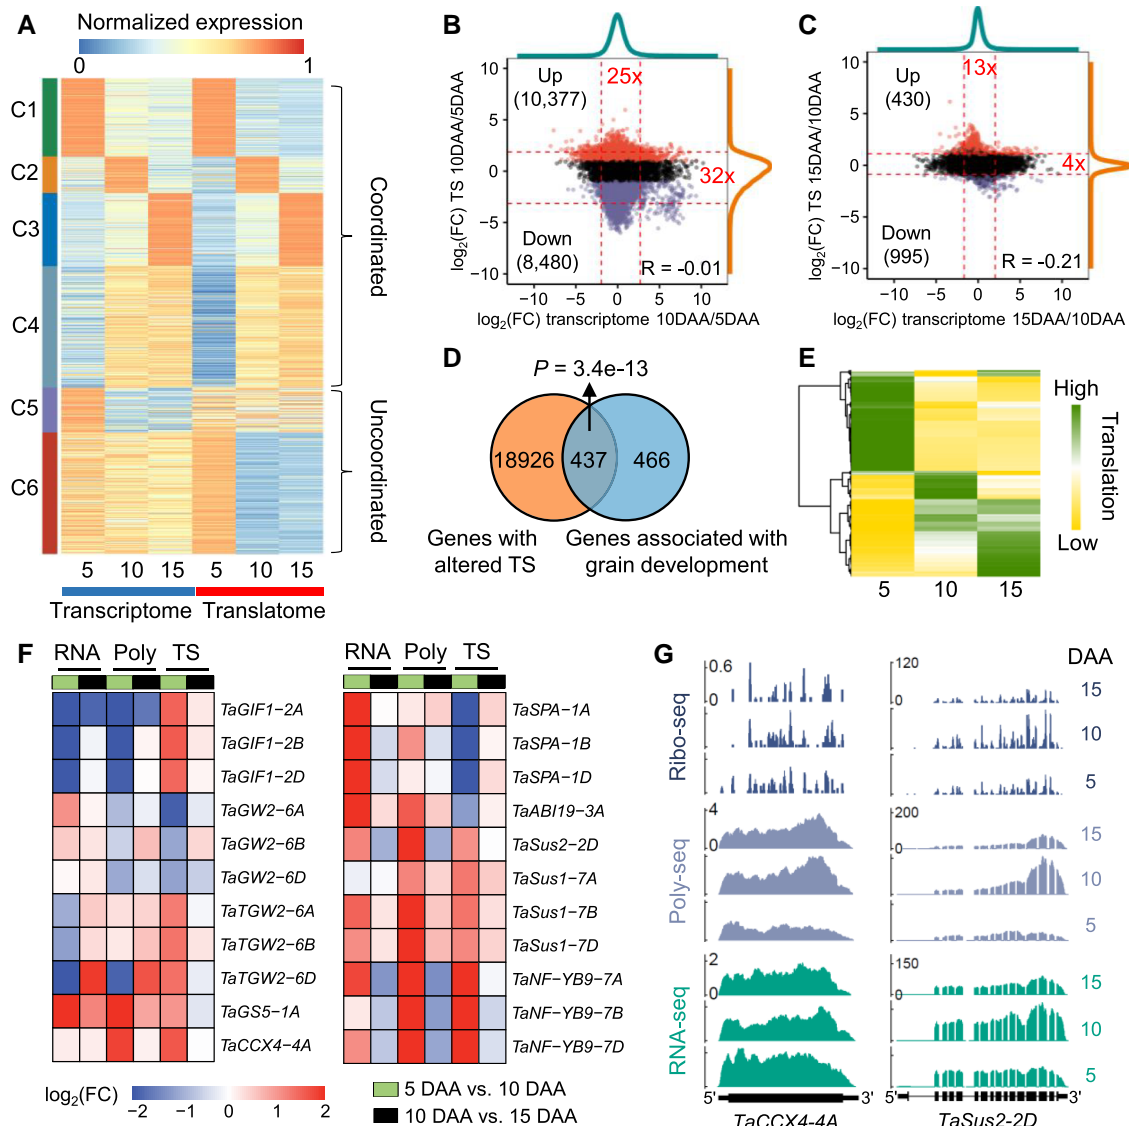 A
Normalized expression
0
1
C1
C2
C3
C4
C5
C6
Coordinated
Uncoordinated
5 10 15 5 10 15
Transcriptome
Translatome
B
log2(FC) TS 10DAA/5DAA
10
5
0
−5
−10
Up
(10,377)
25x
32x
Down
(8,480)
R = -0.01
−10 −5 0 5 10
log2(FC) transcriptome 10DAA/5DAA
C
log2(FC) TS 15DAA/10DAA
10
5
0
−5
−10
Up
(430)
13x
4x
Down
(995)
R = -0.21
−10 −5 0 5 10
log2(FC) transcriptome 15DAA/10DAA
D
P = 3.4e-13
18926 437 466
Genes with
altered TS
Genes associated with
grain development
E
High
Translation
Low
5 10 15
F
RNA Poly TS
TaGIF1−2A
TaGIF1−2B
TaGIF1−2D
TaGW2−6A
TaGW2−6B
TaGW2−6D
TaTGW2−6A
TaTGW2−6B
TaTGW2−6D
TaGS5−1A
TaCCX4−4A
RNA Poly TS
TaSPA−1A
TaSPA−1B
TaSPA−1D
TaABI19−3A
TaSus2−2D
TaSus1−7A
TaSus1−7B
TaSus1−7D
TaNF−YB9−7A
TaNF−YB9−7B
TaNF−YB9−7D
log2(FC)
−2 −1 0 1 2
5 DAA vs. 10 DAA
10 DAA vs. 15 DAA
G
DAA
Ribo-seq
0.6
0
120
0
15
10
5
Poly-seq
4
0
200
0
15
10
5
RNA-seq
2
0
150
0
15
10
5
5' 3' 5' 3'
TaCCX4-4A
TaSus2-2D